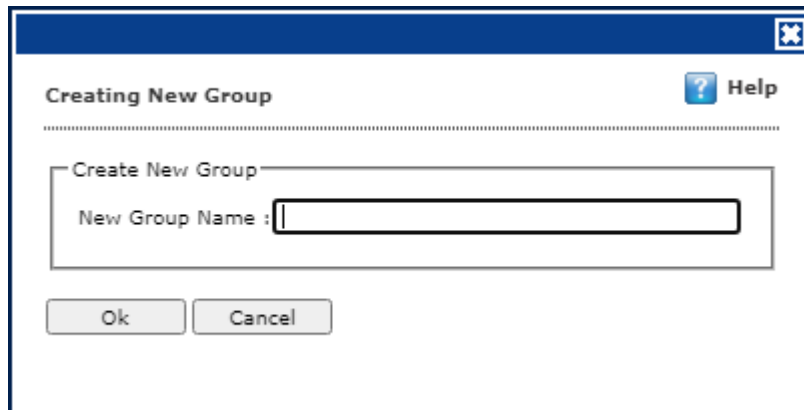 Creating New Group
Help
Create New Group
New Group Name :
Ok
Cancel